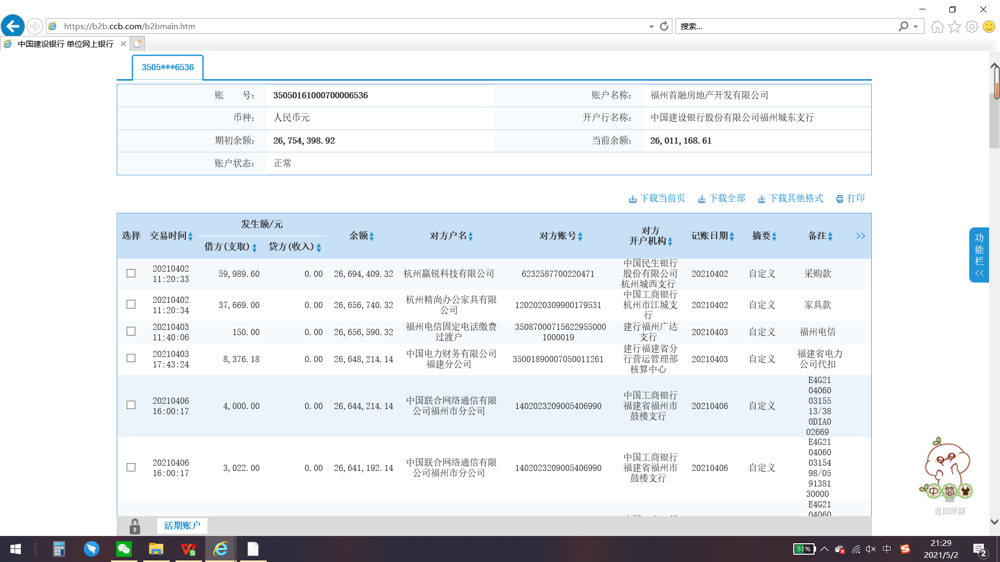 https://b2b.ccb.com/b2bmain.htm
搜索...
中国建设银行 单位网上银行
3505***6536
账 号： 35050161000700006536 账户名称： 福州首融房地产开发有限公司
币种： 人民币元 开户行名称： 中国建设银行股份有限公司福州城东支行
期初余额： 26,754,398.92 当前余额： 26,011,168.61
账户状态： 正常
下载当前页 下载全部 下载其他格式 打印
选择 交易时间 发生额/元 余额 对方户名 对方账号 对方 记账日期 摘要 备注 >>
借方(支取) 贷方(收入) 开户机构
20210402 59,989.60 0.00 26,694,409.32 杭州赢锐科技有限公司 6232587700220471 中国民生银行 20210402 自定义 采购款
11:20:33 股份有限公司
杭州城西支行
20210402 37,669.00 0.00 26,656,740.32 杭州精尚办公家具有限 1202020309900179531 中国工商银行 20210402 自定义 家具款
11:20:34 公司 杭州市江城支
行
20210403 150.00 0.00 26,656,590.32 福州电信固定电话缴费 35087000715622955000 建行福州广达 20210403 自定义 福州电信
11:40:06 过渡户 1000019 支行
20210403 8,376.18 0.00 26,648,214.14 中国电力财务有限公司 35001890007050011261 建行福建省分 20210403 自定义 福建省电力
17:43:24 福建分公司 行营运管理部 公司代扣
核算中心
E4G21
04060
20210406 4,000.00 0.00 26,644,214.14 中国联合网络通信有限 1402023209005406990 中国工商银行 20210406 自定义 03155
16:00:17 公司福州市分公司 福建省福州市 13/38
鼓楼支行 0DIA0
02669
E4G21
04060
20210406 3,022.00 0.00 26,641,192.14 中国联合网络通信有限 1402023209005406990 中国工商银行 20210406 自定义 03154
16:00:17 公司福州市分公司 福建省福州市 98/05
鼓楼支行 91381
30000
E4G21
04060
功
能
栏
<<
中 简
返回顶部
活期账户
51%
中
21:29
2021/5/2
2